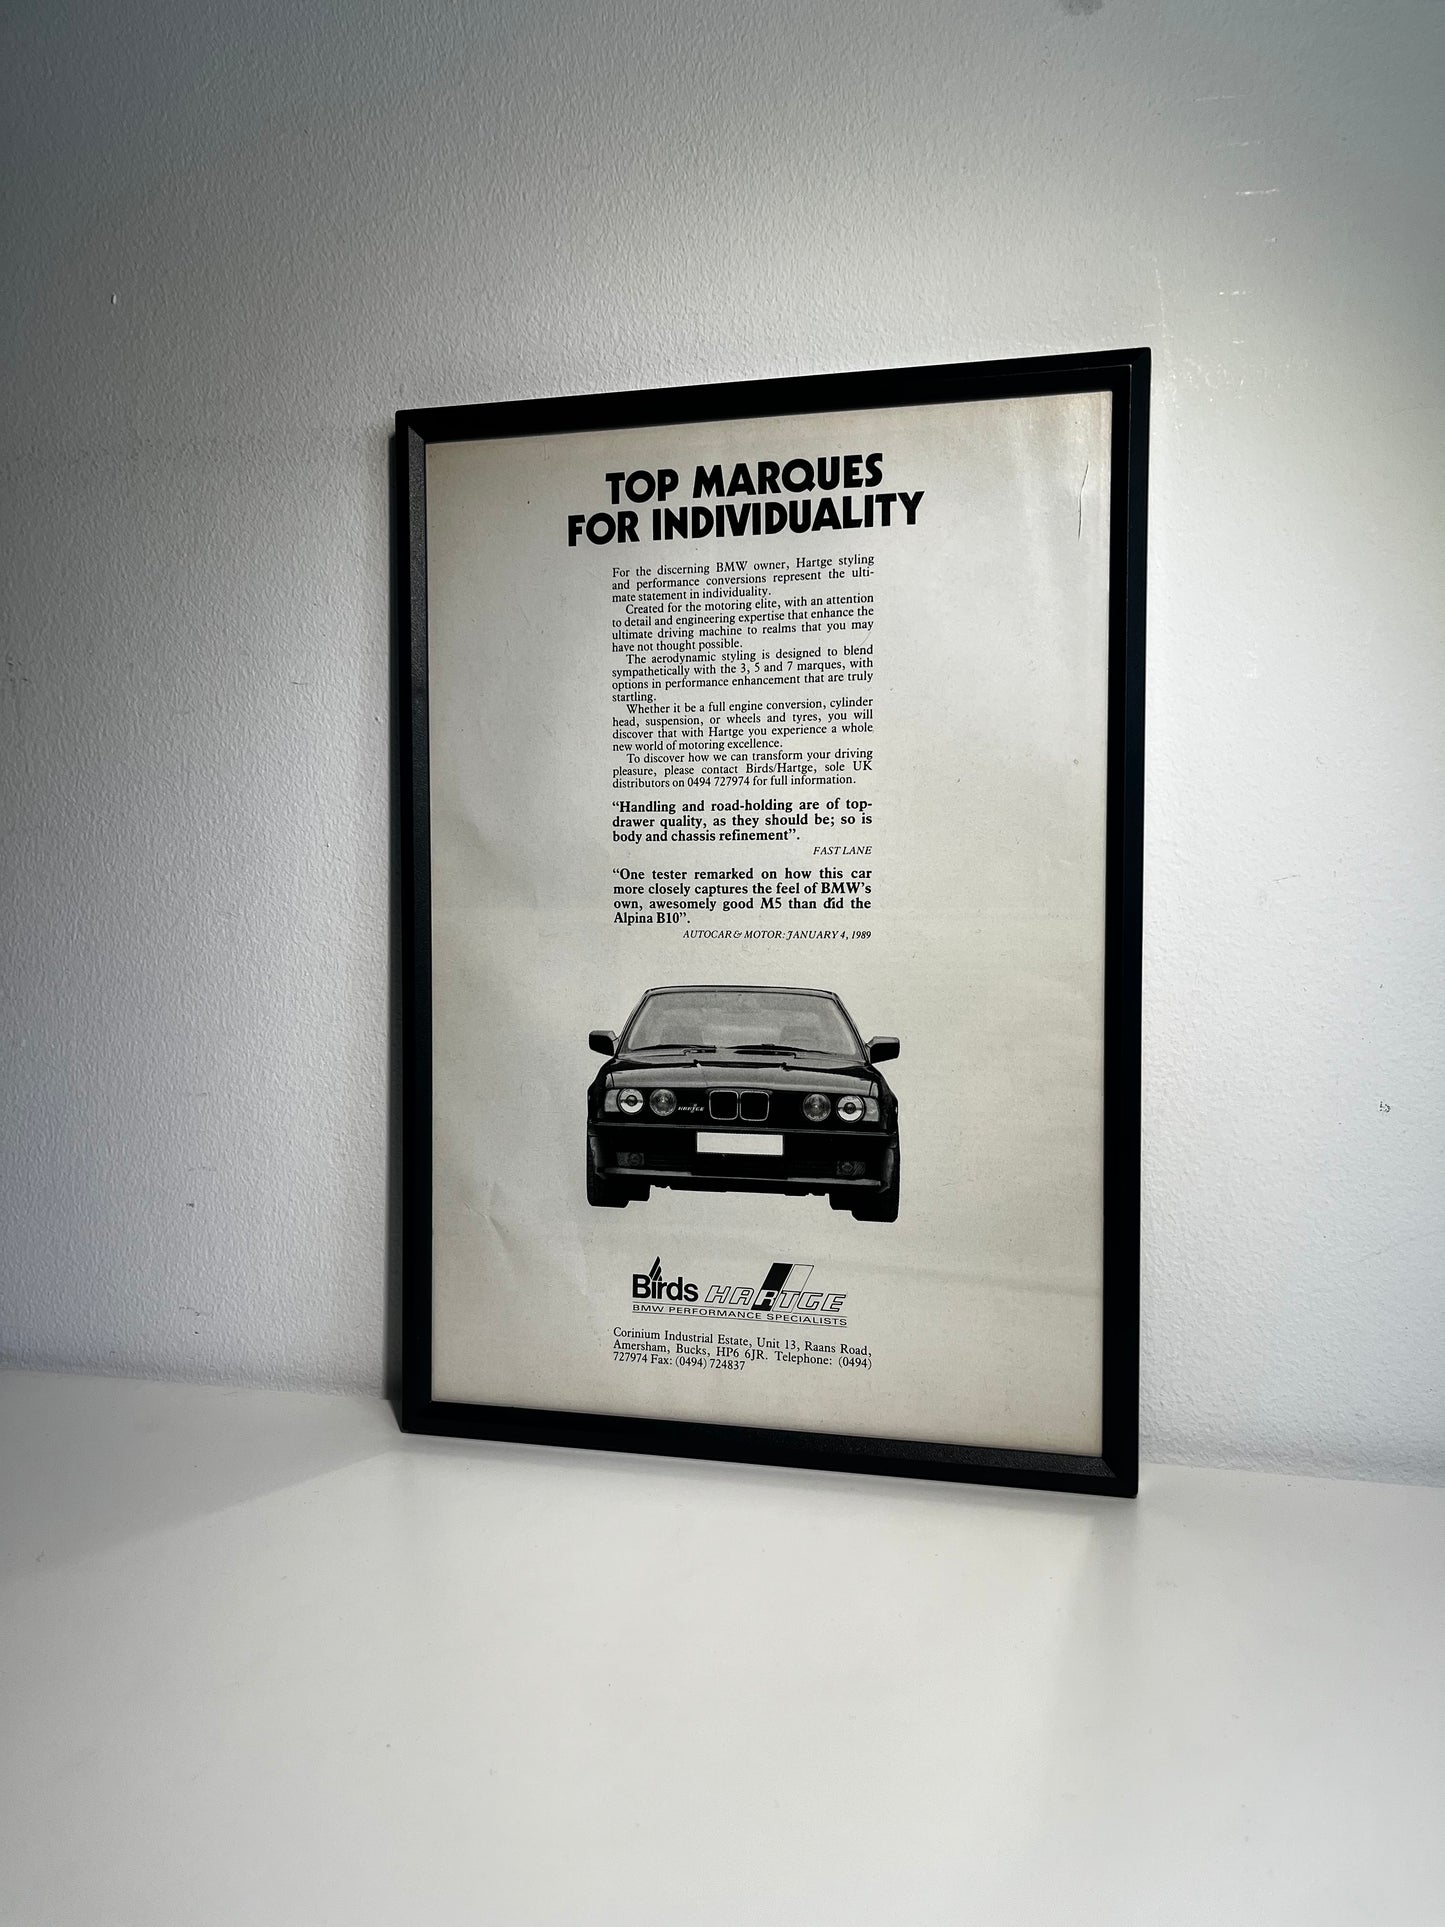 TOP MARQUES
FOR INDIVIDUALITY
For the discerning BMW owner, Hartge styling
and performance conversions represent the ulti-
mate statement in individuality.
Created for the motoring elite, with an attention
to detail and engineering expertise that enhance the
ultimate driving machine to realms that you may
have not thought possible.
The aerodynamic styling is designed to blend
sympathetically with the 3, 5 and 7 marques, with
options in performance enhancement that are truly
startling.
Whether it be a full engine conversion, cylinder
head, suspension, or wheels and tyres, you will
discover that with Hartge you experience a whole
new world of motoring excellence.
To discover how we can transform your driving
pleasure, please contact Birds/Hartge, sole UK
distributors on 0494 727974 for full information.
“Handling and road-holding are of top-
drawer quality, as they should be; so is
body and chassis refinement”.
FAST LANE
“One tester remarked on how this car
more closely captures the feel of BMW’s
own, awesomely good M5 than did the
Alpina B10”.
AUTOCAR & MOTOR: JANUARY 4, 1989
HARTGE
Birds HARTGE
BMW PERFORMANCE SPECIALISTS
Corinium Industrial Estate, Unit 13, Raans Road,
Amersham, Bucks, HP6 6JR. Telephone: (0494)
727974 Fax: (0494) 724837